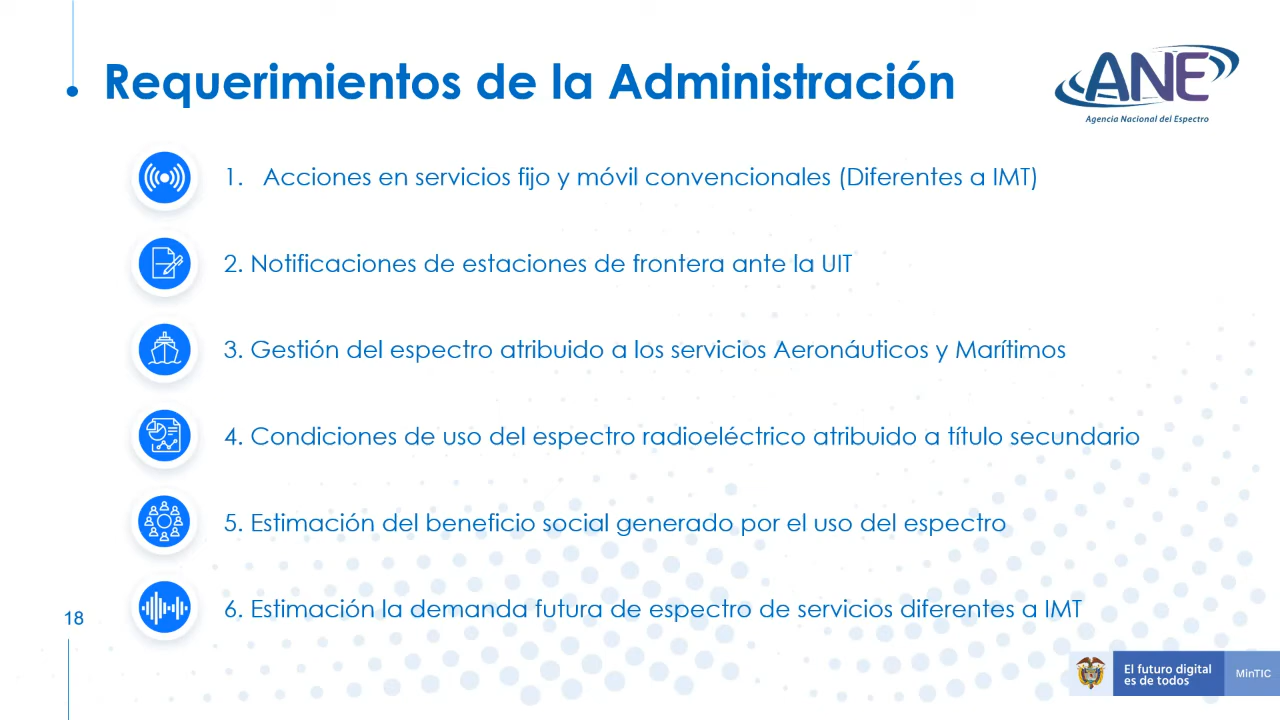 Requerimientos de la Administración
ANE
Agencia Nacional del Espectro
1. Acciones en servicios fijo y móvil convencionales (Diferentes a IMT)
2. Notificaciones de estaciones de frontera ante la UIT
3. Gestión del espectro atribuido a los servicios Aeronáuticos y Marítimos
4. Condiciones de uso del espectro radioeléctrico atribuido a título secundario
5. Estimación del beneficio social generado por el uso del espectro
6. Estimación la demanda futura de espectro de servicios diferentes a IMT
18
El futuro digital
es de todos
MinTIC